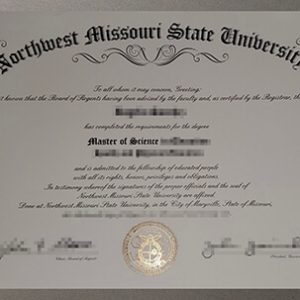 Northwest Missouri State University
To all whom it may concern, Greeting:
it known that the Board of Regents having been advised by the faculty and, as certified by the Registrar, th
has completed the requirements for the degree
Master of Science
and is admitted to the fellowship of educated people
with all its rights, honors, privileges and obligations.
In testimony whereof the signatures of the proper officials and the seal of
Northwest Missouri State University are affixed.
Done at Northwest Missouri State University, in the City of Maryville, State of Missouri,